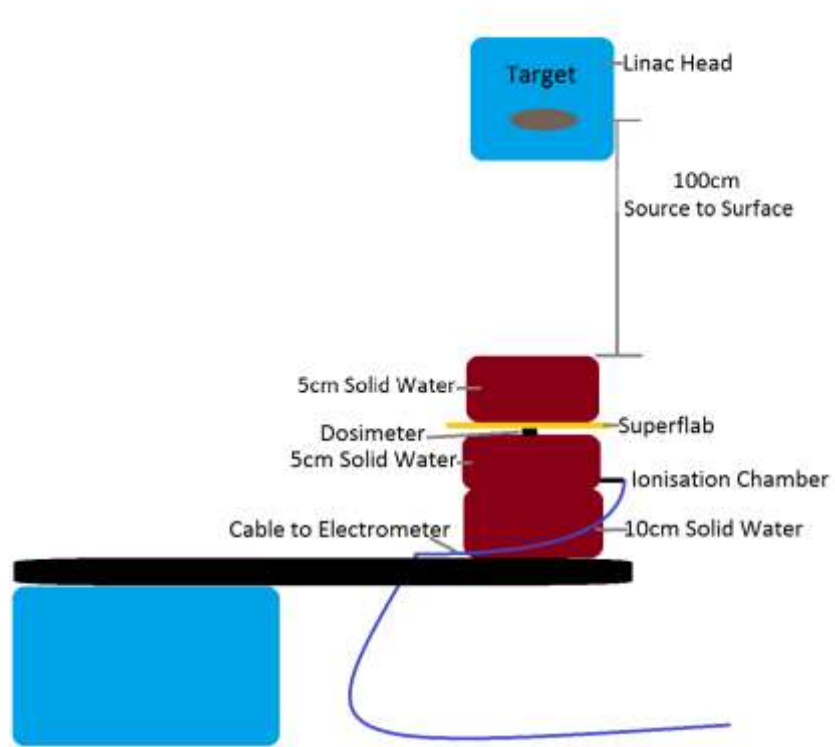 Target
Linac Head
100cm
Source to Surface
5cm Solid Water
Superflab
Dosimeter
5cm Solid Water
Ionisation Chamber
Cable to Electrometer
10cm Solid Water